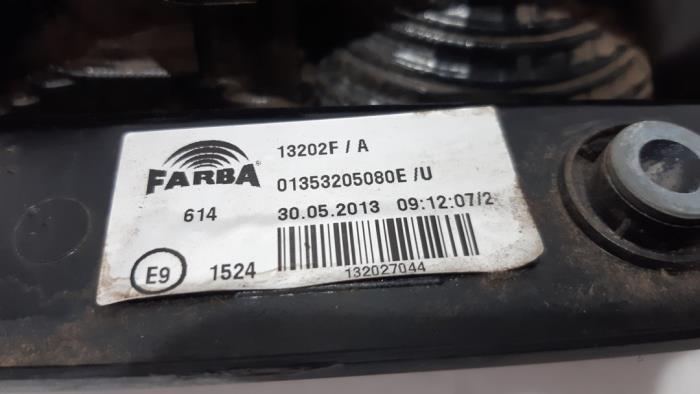 13202F / A
FARBA®
01353205080E /U
614
30.05.2013 09:12:07/2
E9
1524
132027044